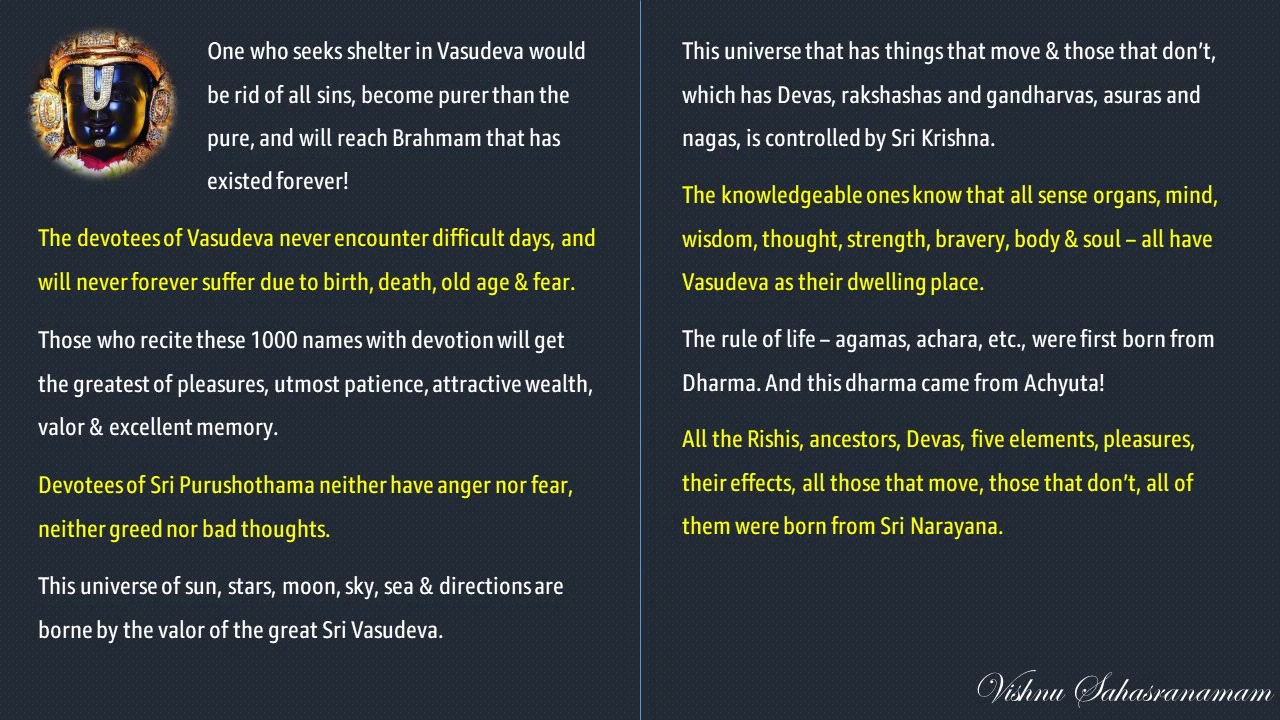 One who seeks shelter in Vasudeva would
be rid of all sins, become purer than the
pure, and will reach Brahmam that has
existed forever!
The devotees of Vasudeva never encounter difficult days, and
will never forever suffer due to birth, death, old age & fear.
Those who recite these 1000 names with devotion will get
the greatest of pleasures, utmost patience, attractive wealth,
valor & excellent memory.
Devotees of Sri Purushothama neither have anger nor fear,
neither greed nor bad thoughts.
This universe of sun, stars, moon, sky, sea & directions are
borne by the valor of the great Sri Vasudeva.
This universe that has things that move & those that don’t,
which has Devas, rakshashas and gandharvas, asuras and
nagas, is controlled by Sri Krishna.
The knowledgeable ones know that all sense organs, mind,
wisdom, thought, strength, bravery, body & soul – all have
Vasudeva as their dwelling place.
The rule of life – agamas, achara, etc., were first born from
Dharma. And this dharma came from Achyuta!
All the Rishis, ancestors, Devas, five elements, pleasures,
their effects, all those that move, those that don’t, all of
them were born from Sri Narayana.
Vishnu Sahasranamam